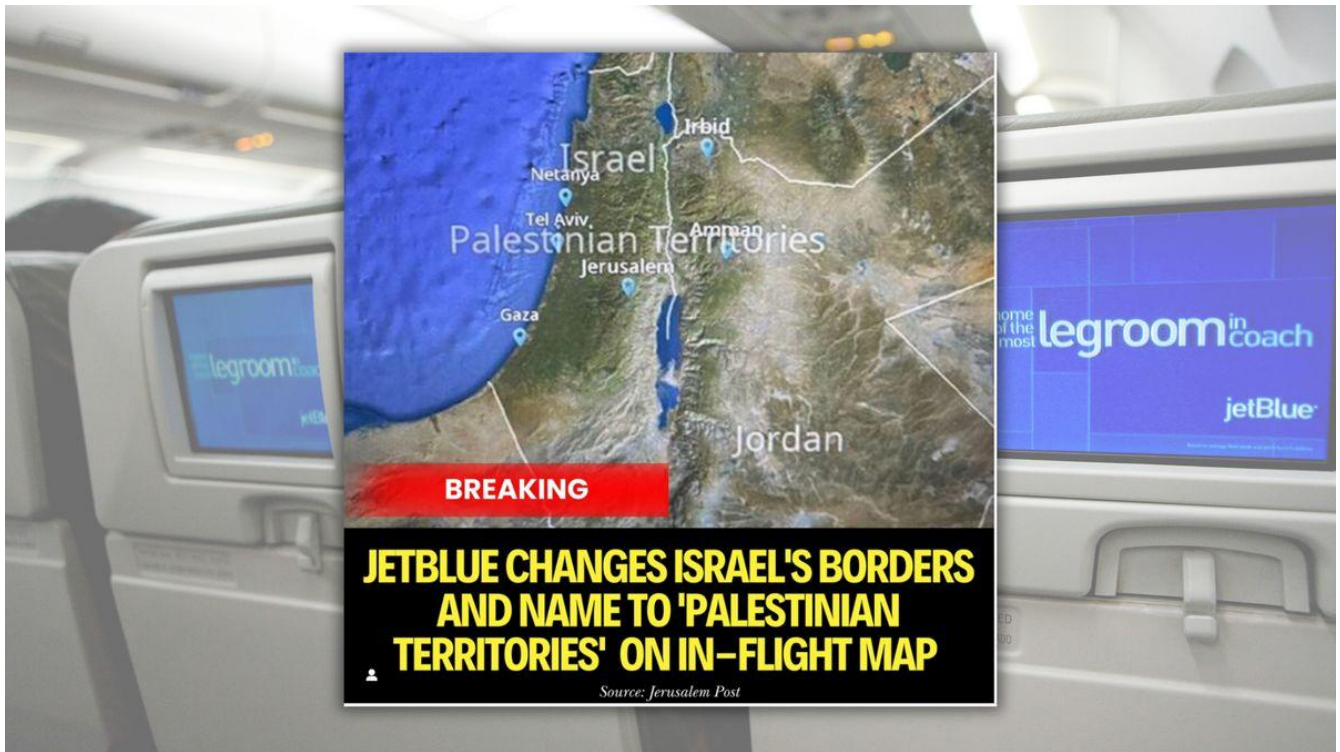 Irbid
Israel
Netanya
Tel Aviv
Amman
Palestinian Territories
Jerusalem
Gaza
Jordan
BREAKING
JETBLUE CHANGES ISRAEL'S BORDERS
AND NAME TO 'PALESTINIAN
TERRITORIES' ON IN-FLIGHT MAP
Source: Jerusalem Post
legroom
home
of the
most
legroom in
coach
jetBlue